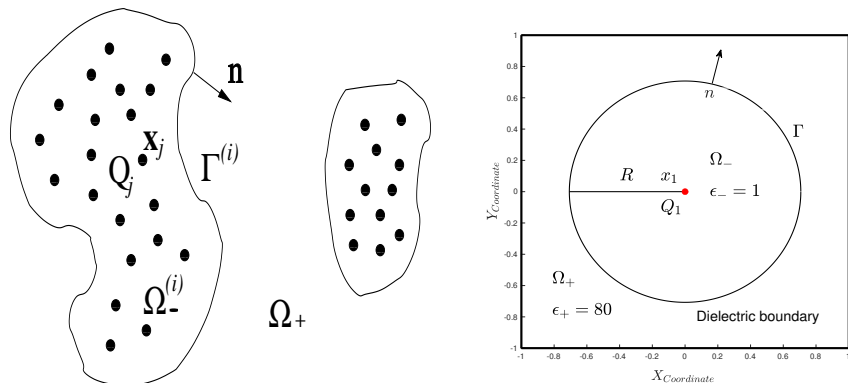 n
x_j
Q_j
Γ^(i)
Ω_-^(i)
Ω_+
1
0.8
0.6
0.4
0.2
0
-0.2
-0.4
-0.6
-0.8
-1
Y_Coordinate
n
Γ
Ω_-
R
x_1
ϵ_- = 1
Q_1
Ω_+
ϵ_+ = 80
Dielectric boundary
-1 -0.8 -0.6 -0.4 -0.2 0 0.2 0.4 0.6 0.8 1
X_Coordinate